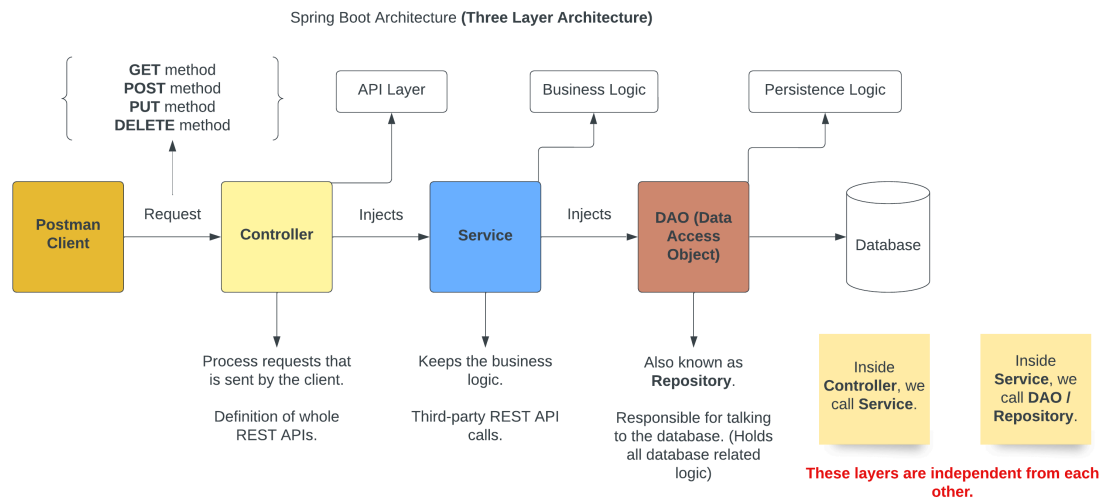 Spring Boot Architecture (Three Layer Architecture)
GET method
POST method
PUT method
DELETE method
API Layer
Business Logic
Persistence Logic
Postman
Client
Request
Controller
Injects
Service
Injects
DAO (Data
Access
Object)
Database
Process requests that
is sent by the client.
Definition of whole
REST APIs.
Keeps the business
logic.
Third-party REST API
calls.
Also known as
Repository.
Responsible for talking
to the database. (Holds
all database related
logic)
Inside
Controller, we
call Service.
Inside
Service, we
call DAO /
Repository.
These layers are independent from each
other.